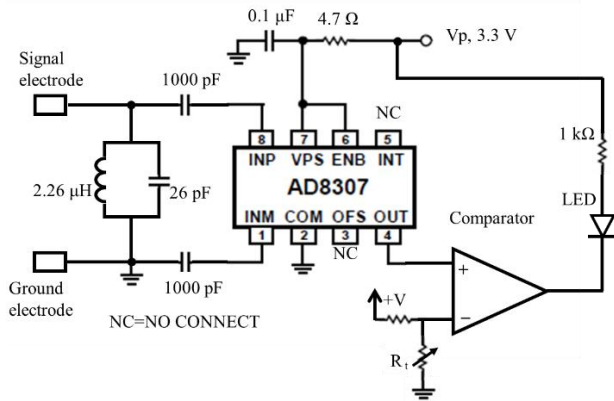 0.1 µF
4.7 Ω
Vp, 3.3 V
Signal
electrode
1000 pF
NC
8 7 6 5
INP VPS ENB INT
1 kΩ
2.26 µH
26 pF
AD8307
LED
INM COM OFS OUT
1 2 3 4
Comparator
NC
Ground
electrode
1000 pF
+V
+
−
NC=NO CONNECT
Rt